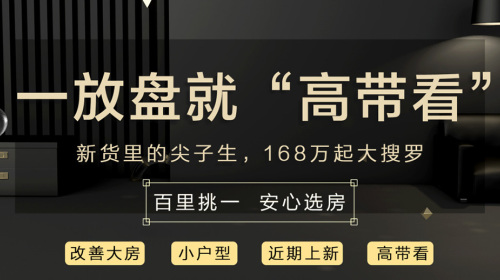 一放盘就“高带看”
新货里的尖子生，168万起大搜罗
百里挑一 安心选房
改善大房 小户型 近期上新 高带看